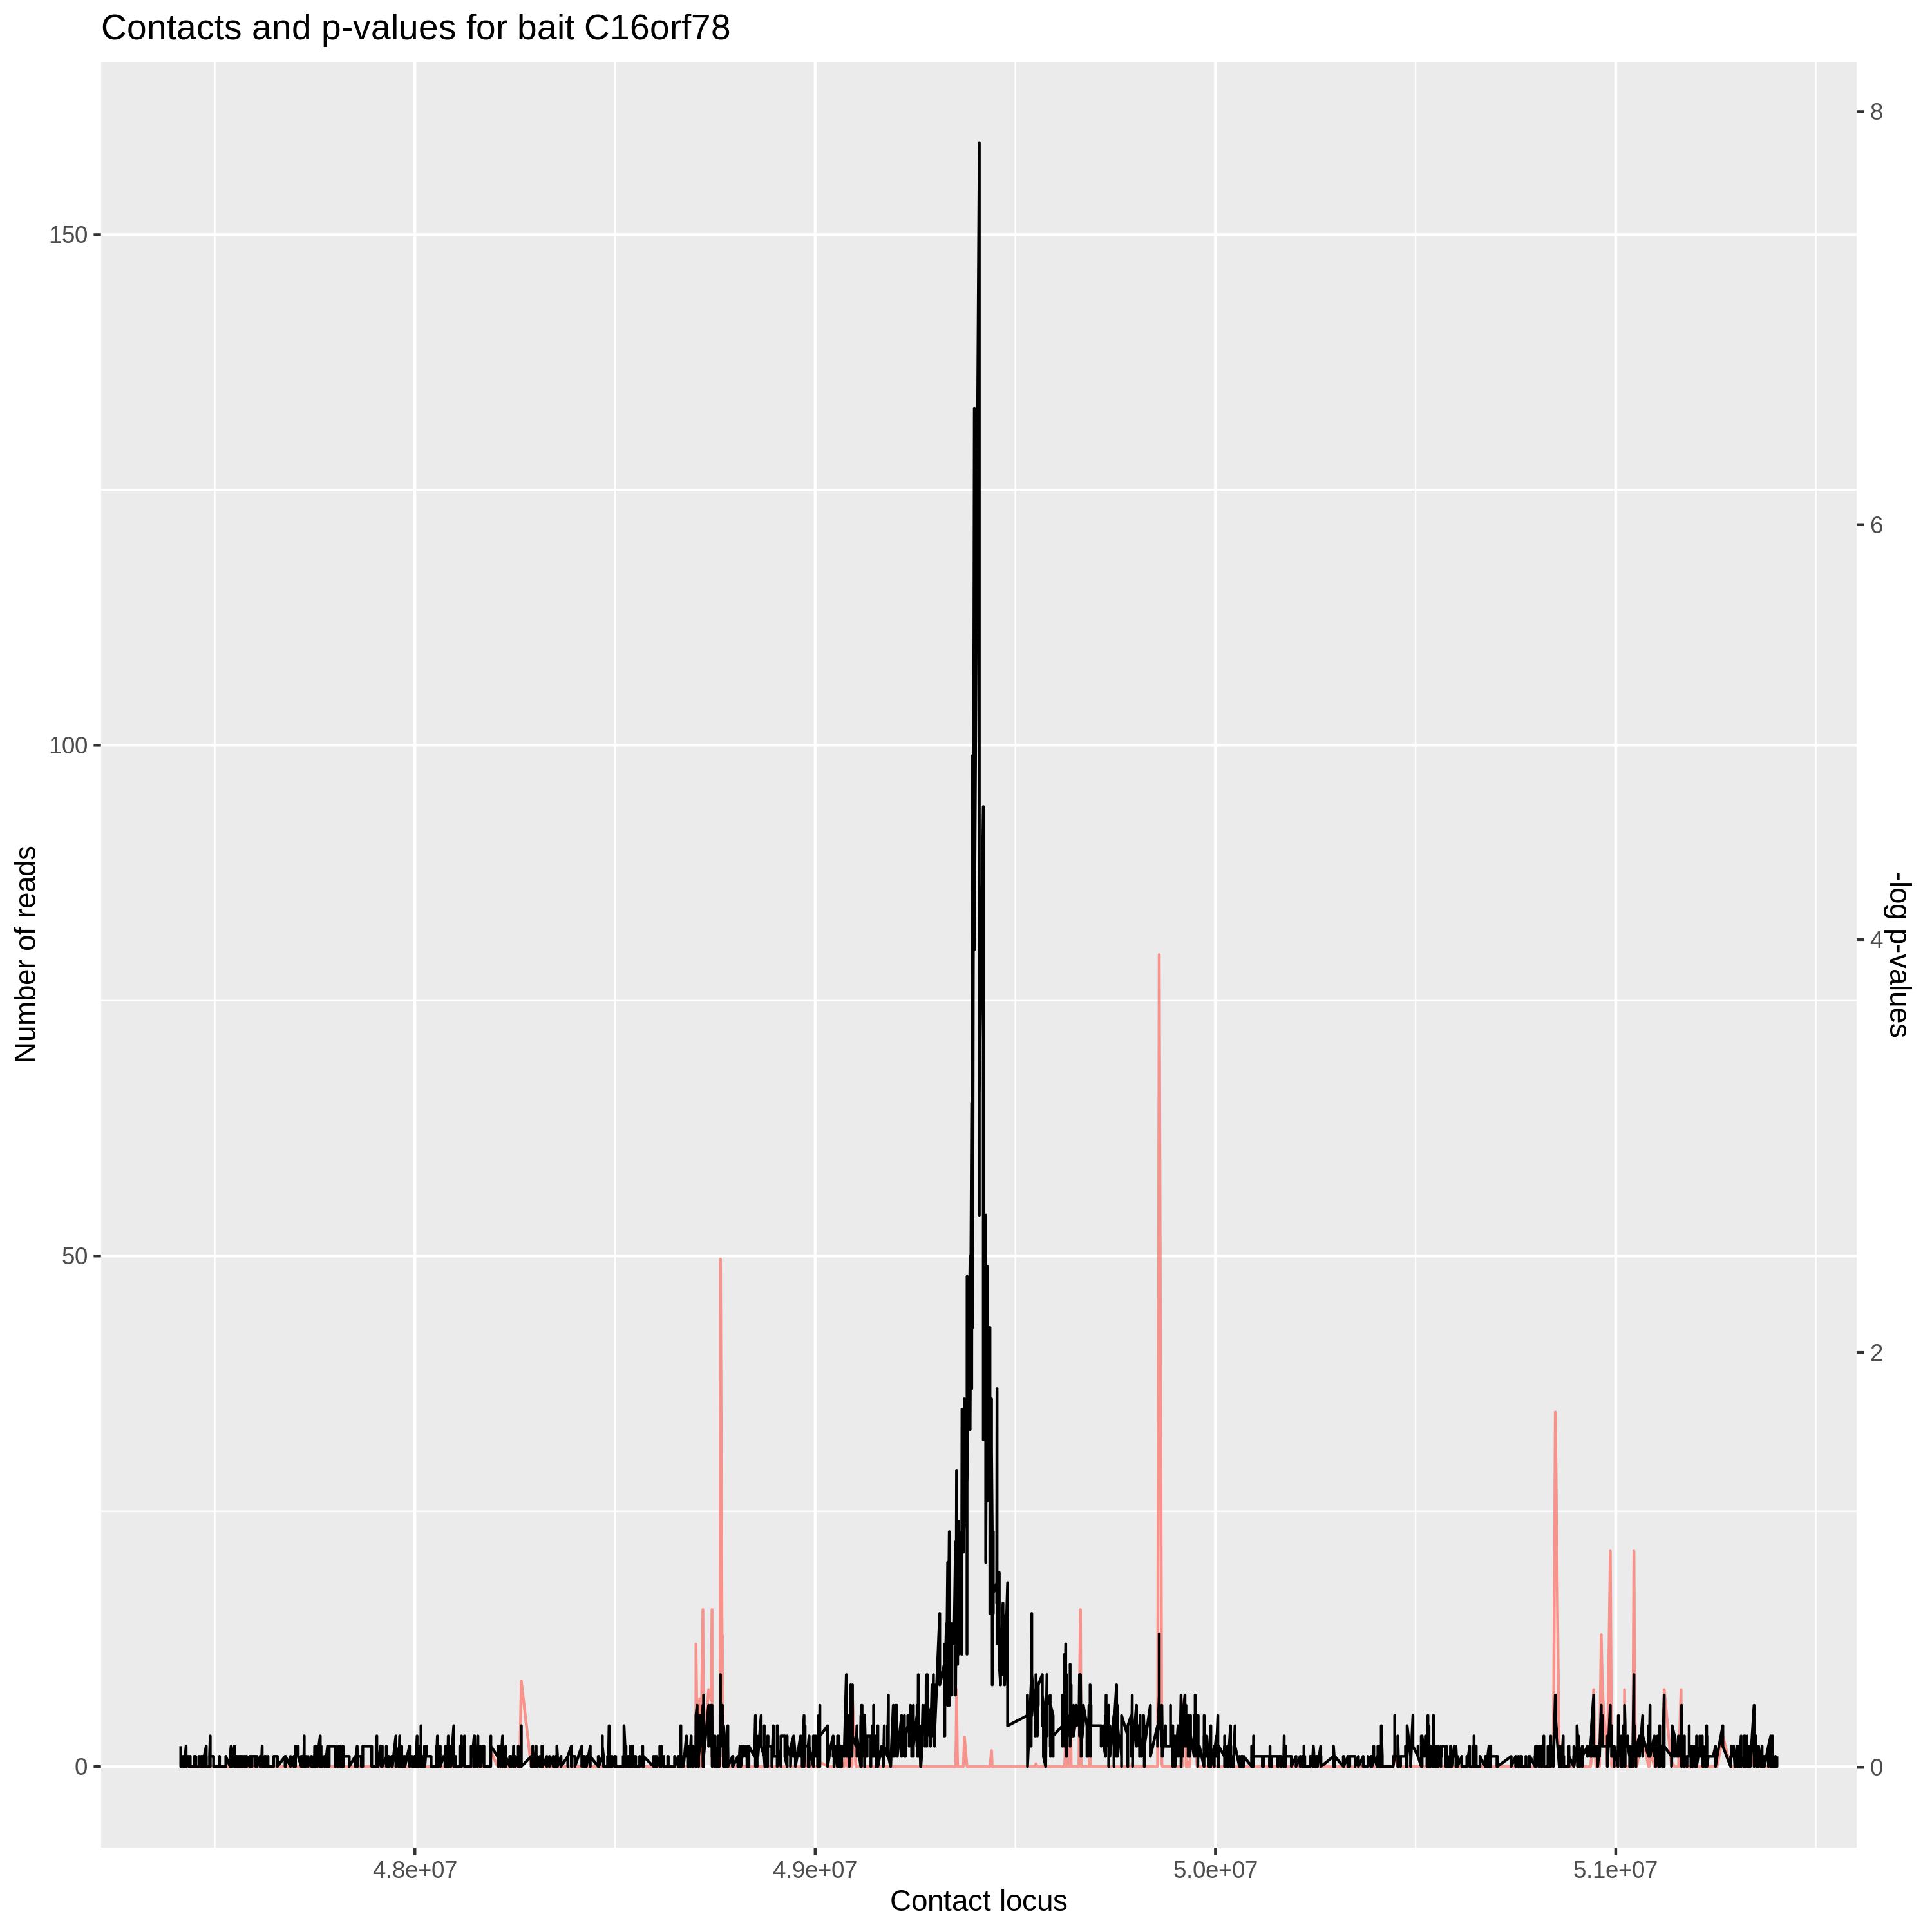 Contacts and p-values for bait C16orf78
Number of reads
150
100
50
0
8
6
4
2
0
-log p-values
4.8e+07
4.9e+07
5.0e+07
5.1e+07
Contact locus